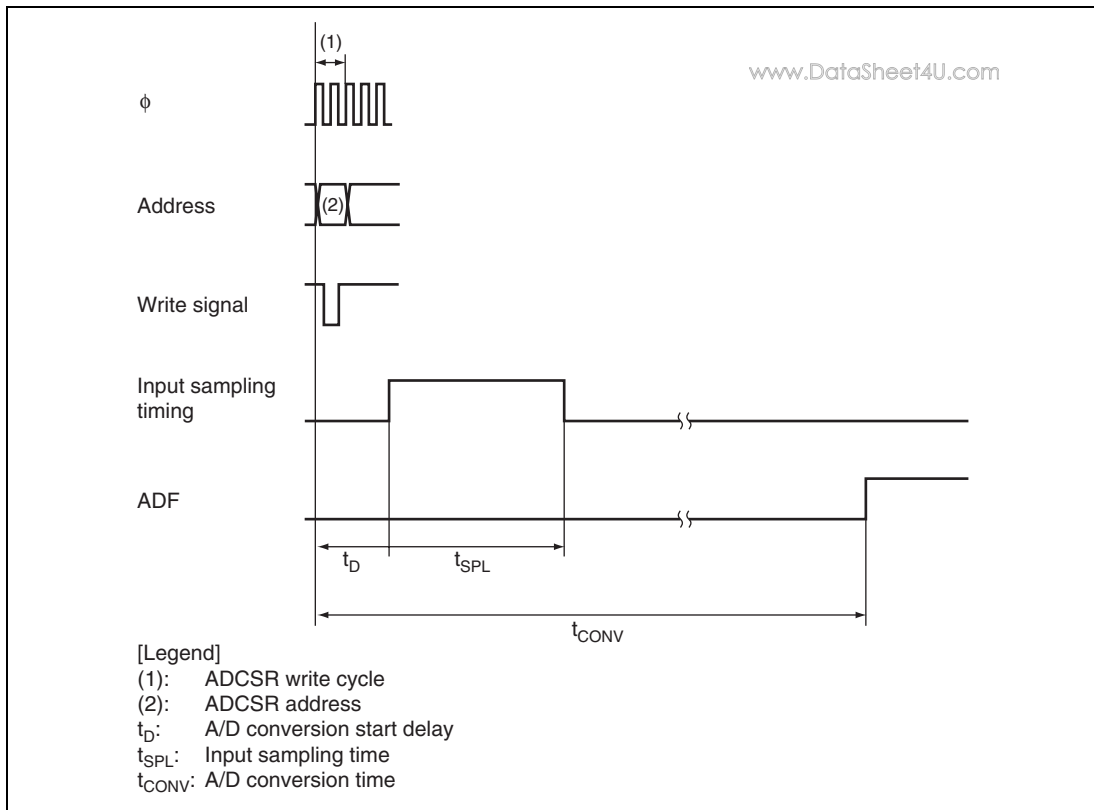 (1)
www.DataSheet4U.com
ϕ
Address
(2)
Write signal
Input sampling
timing
ADF
tD
tSPL
tCONV
[Legend]
(1): ADCSR write cycle
(2): ADCSR address
tD: A/D conversion start delay
tSPL: Input sampling time
tCONV: A/D conversion time